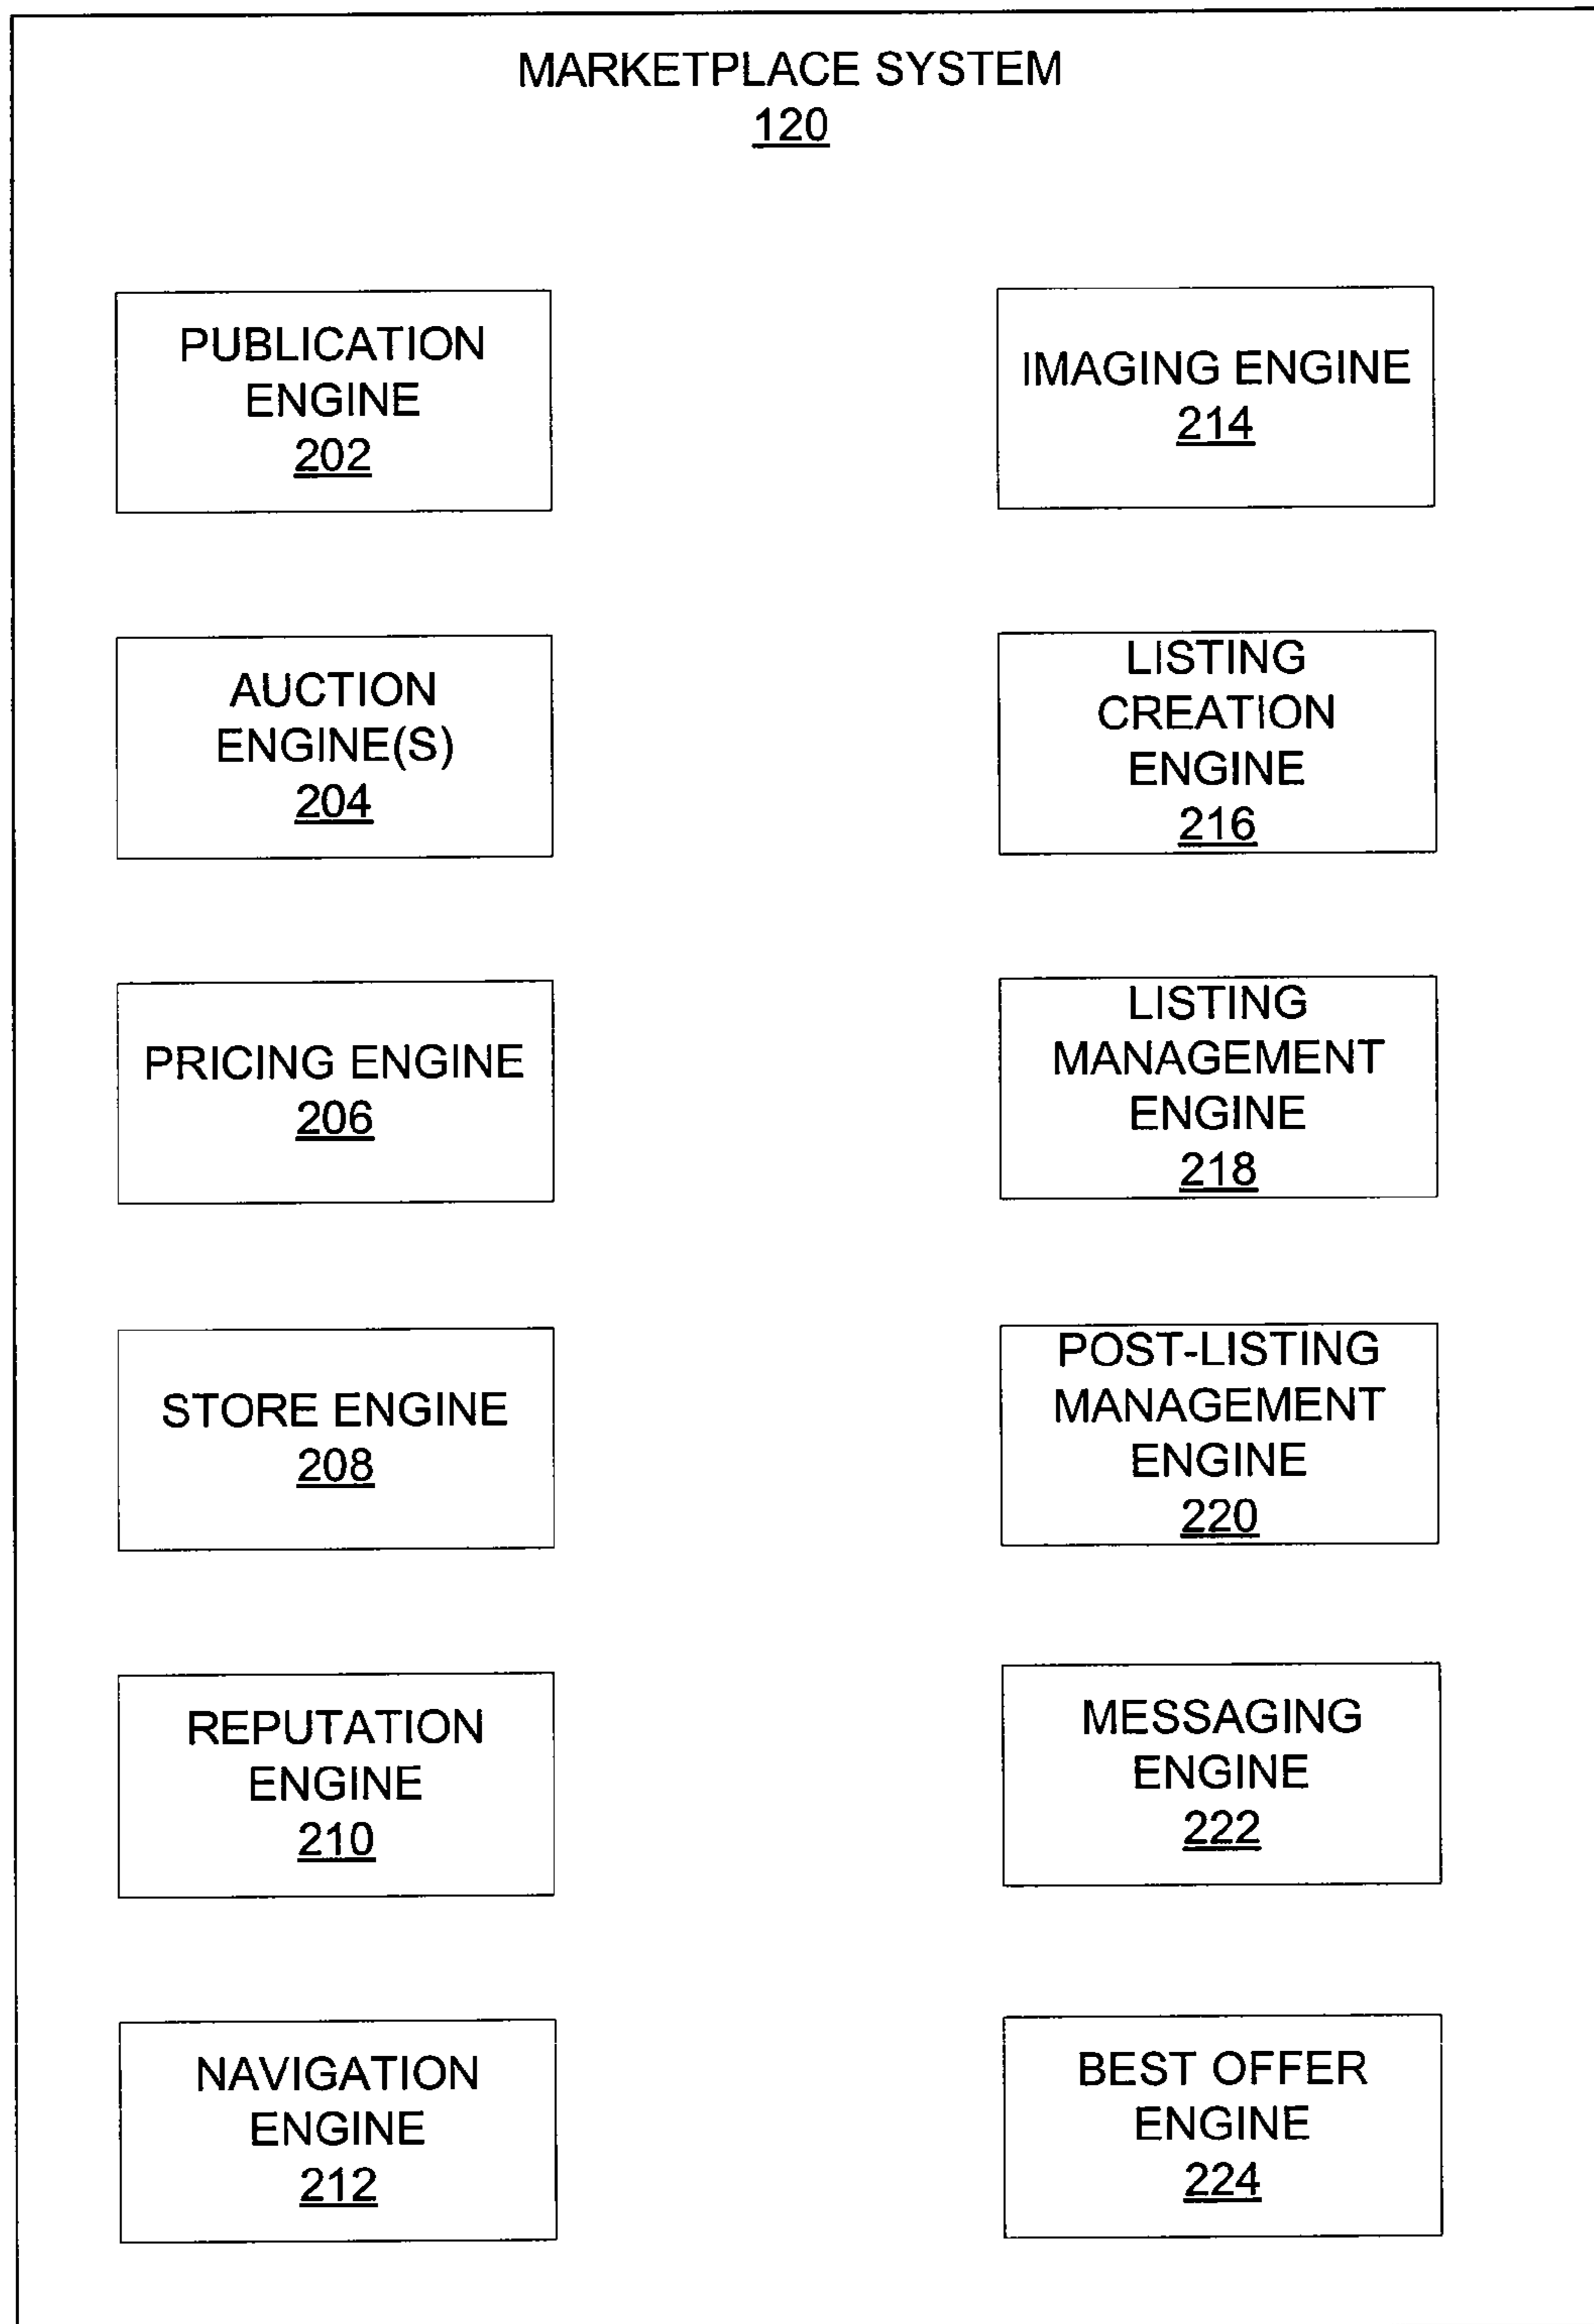 MARKETPLACE SYSTEM
120
PUBLICATION
ENGINE
202
AUCTION
ENGINE(S)
204
PRICING ENGINE
206
STORE ENGINE
208
REPUTATION
ENGINE
210
NAVIGATION
ENGINE
212
IMAGING ENGINE
214
LISTING
CREATION
ENGINE
216
LISTING
MANAGEMENT
ENGINE
218
POST-LISTING
MANAGEMENT
ENGINE
220
MESSAGING
ENGINE
222
BEST OFFER
ENGINE
224